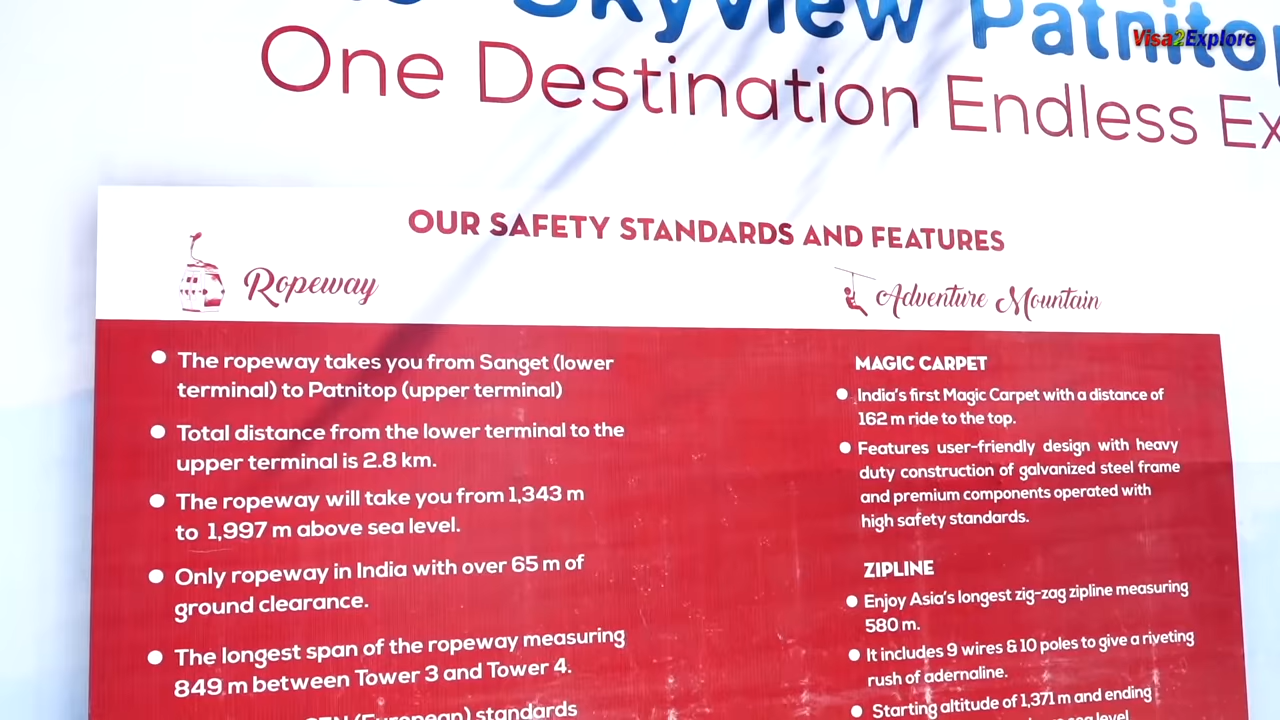 Skyview Patnitop
Visa2Explore
One Destination Endless
OUR SAFETY STANDARDS AND FEATURES
Ropeway
The ropeway takes you from Sanget (lower
terminal) to Patnitop (upper terminal)
Total distance from the lower terminal to the
upper terminal is 2.8 km.
The ropeway will take you from 1,343 m
to 1,997 m above sea level.
Only ropeway in India with over 65 m of
ground clearance.
The longest span of the ropeway measuring
849 m between Tower 3 and Tower 4.
(European) standards
Adventure Mountain
MAGIC CARPET
India's first Magic Carpet with a distance of
162 m ride to the top.
Features user-friendly design with heavy
duty construction of galvanized steel frame
and premium components operated with
high safety standards.
ZIPLINE
Enjoy Asia's longest zig-zag zipline measuring
580 m.
It includes 9 wires & 10 poles to give a riveting
rush of adernaline.
Starting altitude of 1,371 m and ending
sea level